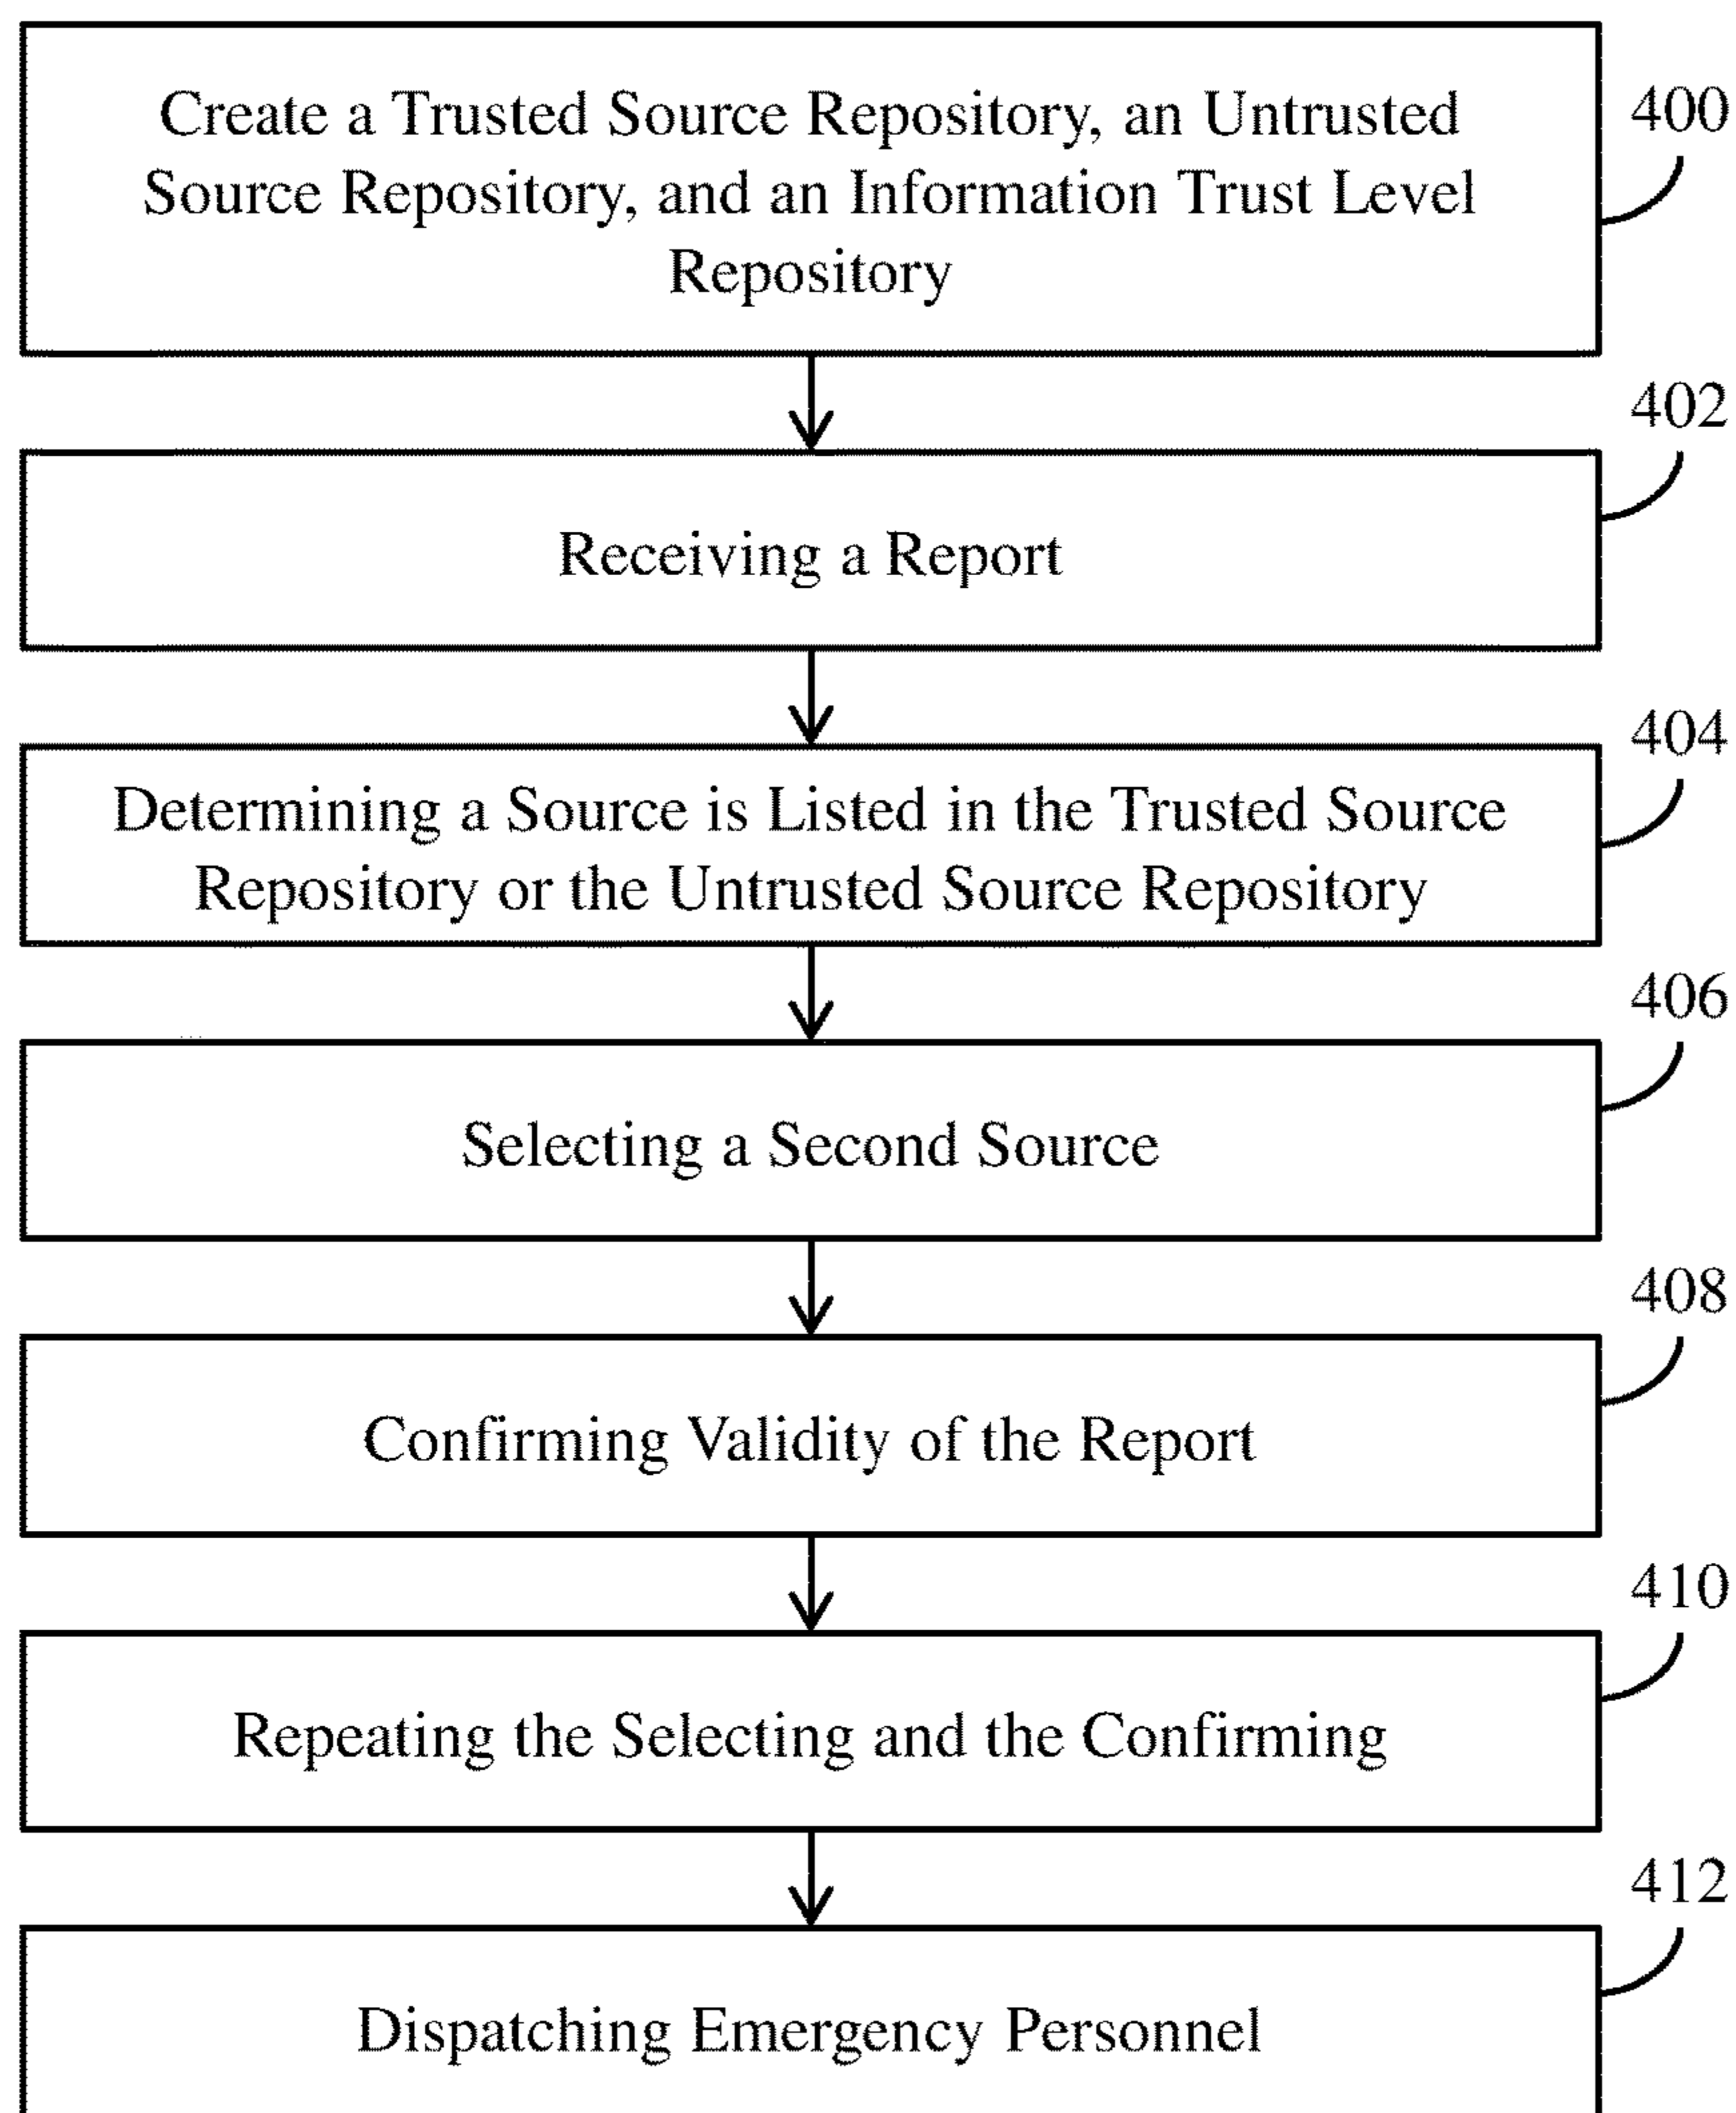 Create a Trusted Source Repository, an Untrusted
Source Repository, and an Information Trust Level
Repository
400
402
Receiving a Report
404
Determining a Source is Listed in the Trusted Source
Repository or the Untrusted Source Repository
406
Selecting a Second Source
408
Confirming Validity of the Report
410
Repeating the Selecting and the Confirming
412
Dispatching Emergency Personnel